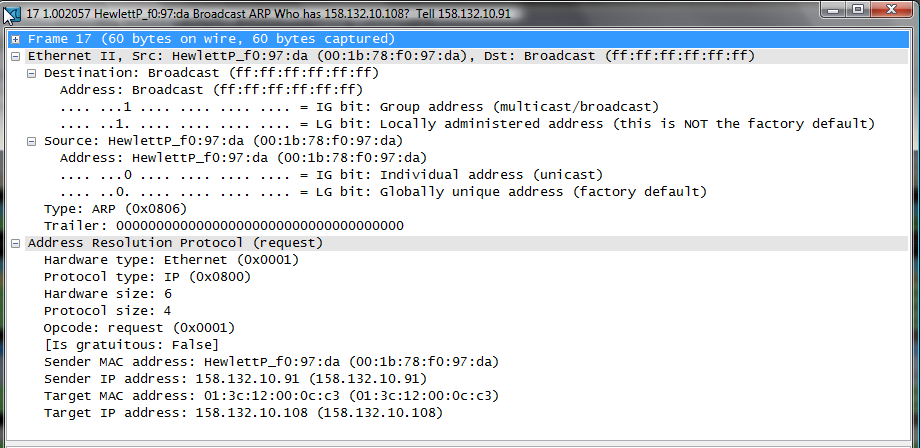 17 1.002057 HewlettP_f0:97:da Broadcast ARP Who has 158.132.10.108? Tell 158.132.10.91
Frame 17 (60 bytes on wire, 60 bytes captured)
Ethernet II, Src: HewlettP_f0:97:da (00:1b:78:f0:97:da), Dst: Broadcast (ff:ff:ff:ff:ff:ff)
Destination: Broadcast (ff:ff:ff:ff:ff:ff)
Address: Broadcast (ff:ff:ff:ff:ff:ff)
.... ...1 .... .... .... .... = IG bit: Group address (multicast/broadcast)
.... ..1. .... .... .... .... = LG bit: Locally administered address (this is NOT the factory default)
Source: HewlettP_f0:97:da (00:1b:78:f0:97:da)
Address: HewlettP_f0:97:da (00:1b:78:f0:97:da)
.... ...0 .... .... .... .... = IG bit: Individual address (unicast)
.... ..0. .... .... .... .... = LG bit: Globally unique address (factory default)
Type: ARP (0x0806)
Trailer: 000000000000000000000000000000000000
Address Resolution Protocol (request)
Hardware type: Ethernet (0x0001)
Protocol type: IP (0x0800)
Hardware size: 6
Protocol size: 4
Opcode: request (0x0001)
[Is gratuitous: False]
Sender MAC address: HewlettP_f0:97:da (00:1b:78:f0:97:da)
Sender IP address: 158.132.10.91 (158.132.10.91)
Target MAC address: 01:3c:12:00:0c:c3 (01:3c:12:00:0c:c3)
Target IP address: 158.132.10.108 (158.132.10.108)